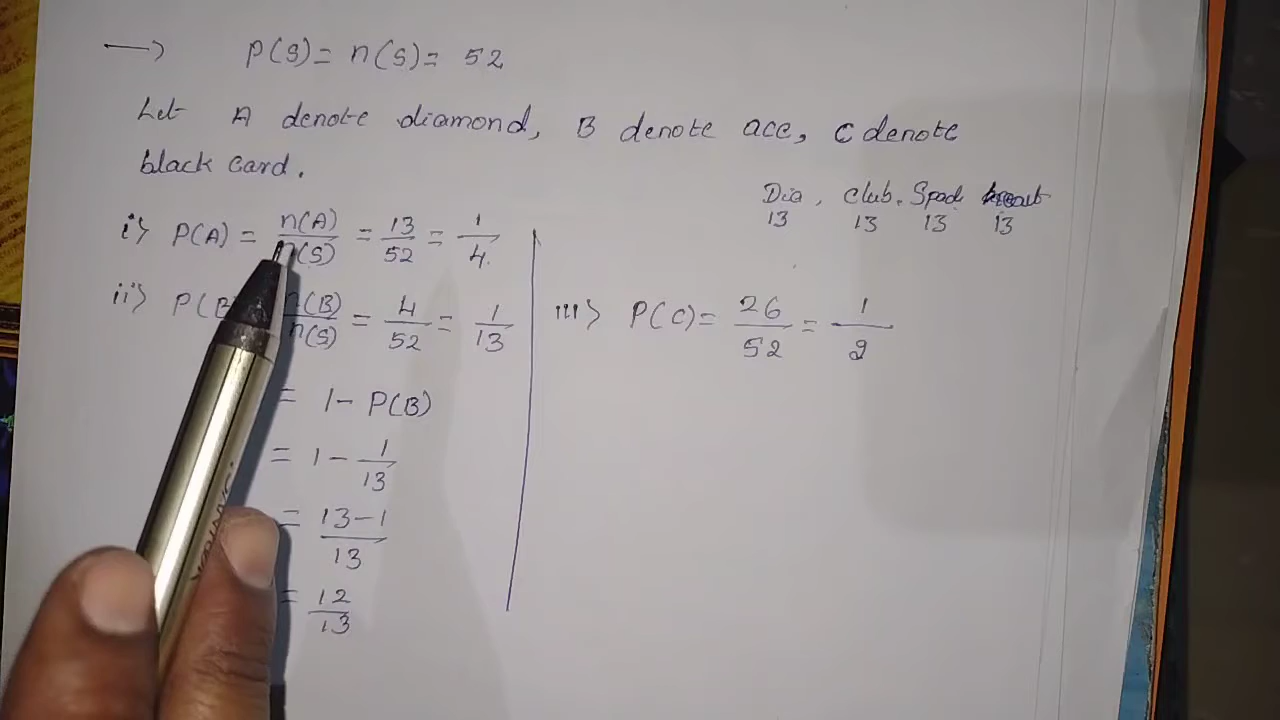 —> P(S) = n(S) = 52
Let A denote diamond, B denote ace, C denote
black card.
Dia, Club, Spad
13 13 13 13
i> P(A) = n(A)/n(S) = 13/52 = 1/4
ii> P(B n(B)/n(S) = 4/52 = 1/13
= 1 - P(B)
= 1 - 1/13
= 13-1/13
= 12/13
iii> P(C) = 26/52 = 1/2